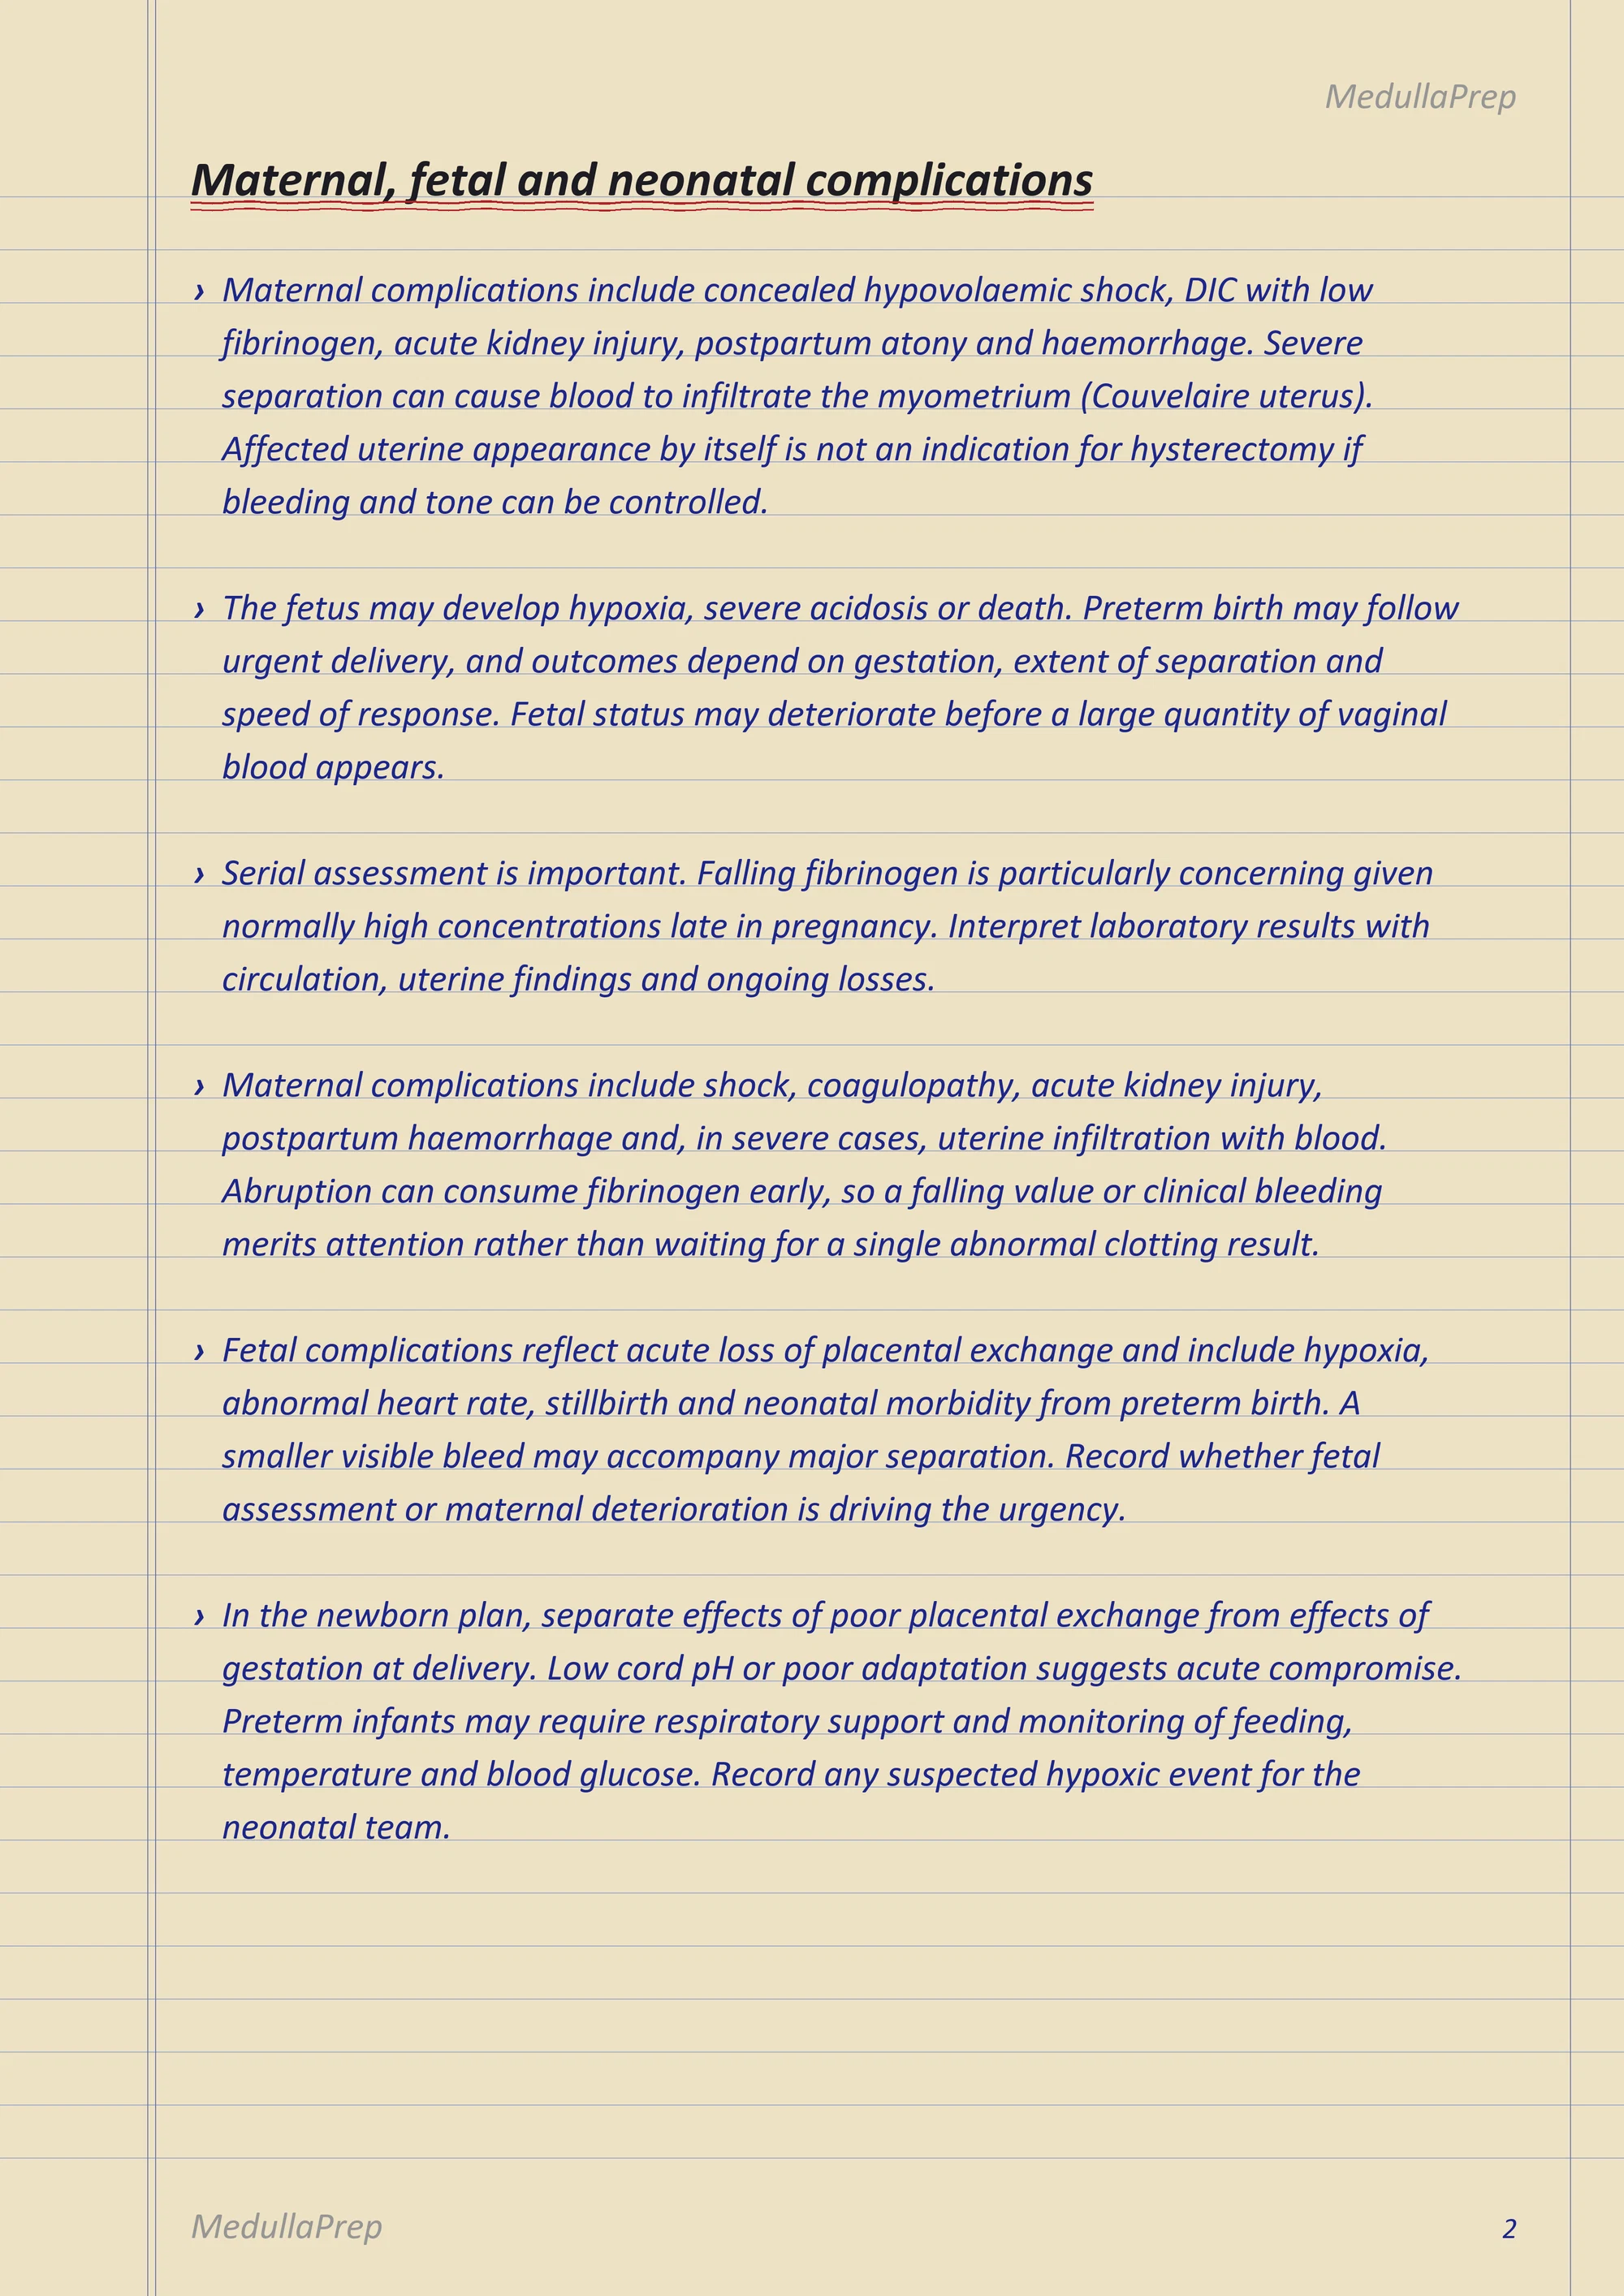 MedullaPrep
Maternal, fetal and neonatal complications
› Maternal complications include concealed hypovolaemic shock, DIC with low
fibrinogen, acute kidney injury, postpartum atony and haemorrhage. Severe
separation can cause blood to infiltrate the myometrium (Couvelaire uterus).
Affected uterine appearance by itself is not an indication for hysterectomy if
bleeding and tone can be controlled.
› The fetus may develop hypoxia, severe acidosis or death. Preterm birth may follow
urgent delivery, and outcomes depend on gestation, extent of separation and
speed of response. Fetal status may deteriorate before a large quantity of vaginal
blood appears.
› Serial assessment is important. Falling fibrinogen is particularly concerning given
normally high concentrations late in pregnancy. Interpret laboratory results with
circulation, uterine findings and ongoing losses.
› Maternal complications include shock, coagulopathy, acute kidney injury,
postpartum haemorrhage and, in severe cases, uterine infiltration with blood.
Abruption can consume fibrinogen early, so a falling value or clinical bleeding
merits attention rather than waiting for a single abnormal clotting result.
› Fetal complications reflect acute loss of placental exchange and include hypoxia,
abnormal heart rate, stillbirth and neonatal morbidity from preterm birth. A
smaller visible bleed may accompany major separation. Record whether fetal
assessment or maternal deterioration is driving the urgency.
› In the newborn plan, separate effects of poor placental exchange from effects of
gestation at delivery. Low cord pH or poor adaptation suggests acute compromise.
Preterm infants may require respiratory support and monitoring of feeding,
temperature and blood glucose. Record any suspected hypoxic event for the
neonatal team.
MedullaPrep
2